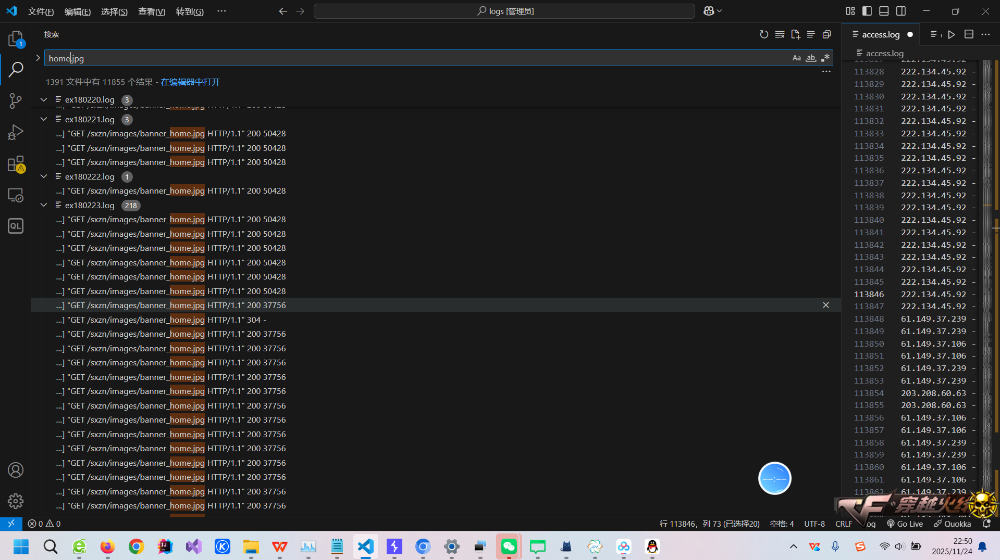 文件(F) 编辑(E) 选择(S) 查看(V) 转到(G) ···
logs [管理员]
搜索
home.jpg
Aa ab
1391 文件中有 11855 个结果 - 在编辑器中打开
ex180220.log 3
ex180221.log 3
...] "GET /sxzn/images/banner_home.jpg HTTP/1.1" 200 50428
...] "GET /sxzn/images/banner_home.jpg HTTP/1.1" 200 50428
...] "GET /sxzn/images/banner_home.jpg HTTP/1.1" 200 50428
ex180222.log 1
...] "GET /sxzn/images/banner_home.jpg HTTP/1.1" 200 50428
ex180223.log 218
...] "GET /sxzn/images/banner_home.jpg HTTP/1.1" 200 50428
...] "GET /sxzn/images/banner_home.jpg HTTP/1.1" 200 50428
...] "GET /sxzn/images/banner_home.jpg HTTP/1.1" 200 50428
...] "GET /sxzn/images/banner_home.jpg HTTP/1.1" 200 50428
...] "GET /sxzn/images/banner_home.jpg HTTP/1.1" 200 50428
...] "GET /sxzn/images/banner_home.jpg HTTP/1.1" 200 50428
...] "GET /sxzn/images/banner_home.jpg HTTP/1.1" 200 37756
...] "GET /sxzn/images/banner_home.jpg HTTP/1.1" 304 -
...] "GET /sxzn/images/banner_home.jpg HTTP/1.1" 200 37756
...] "GET /sxzn/images/banner_home.jpg HTTP/1.1" 200 37756
...] "GET /sxzn/images/banner_home.jpg HTTP/1.1" 200 37756
...] "GET /sxzn/images/banner_home.jpg HTTP/1.1" 200 37756
...] "GET /sxzn/images/banner_home.jpg HTTP/1.1" 200 37756
...] "GET /sxzn/images/banner_home.jpg HTTP/1.1" 200 37756
...] "GET /sxzn/images/banner_home.jpg HTTP/1.1" 200 37756
...] "GET /sxzn/images/banner_home.jpg HTTP/1.1" 200 37756
...] "GET /sxzn/images/banner_home.jpg HTTP/1.1" 200 37756
...] "GET /sxzn/images/banner_home.jpg HTTP/1.1" 200 37756
...] "GET /sxzn/images/banner_home.jpg HTTP/1.1" 200 37756
...] "GET /sxzn/images/banner_home.jpg HTTP/1.1" 200 37756
...] "GET /sxzn/images/banner_home.jpg HTTP/1.1" 200 37756
access.log
access.log
113827 222.134.45.92 -
113828 222.134.45.92 -
113829 222.134.45.92 -
113830 222.134.45.92 -
113831 222.134.45.92 -
113832 222.134.45.92 -
113833 222.134.45.92 -
113834 222.134.45.92 -
113835 222.134.45.92 -
113836 222.134.45.92 -
113837 222.134.45.92 -
113838 222.134.45.92 -
113839 222.134.45.92 -
113840 222.134.45.92 -
113841 222.134.45.92 -
113842 222.134.45.92 -
113843 222.134.45.92 -
113844 222.134.45.92 -
113845 222.134.45.92 -
113846 222.134.45.92 -
113847 222.134.45.92 -
113848 61.149.37.239 -
113849 61.149.37.239 -
113850 61.149.37.106 -
113851 61.149.37.106 -
113852 61.149.37.239 -
113853 61.149.37.239 -
113854 203.208.60.63 -
113855 203.208.60.63 -
113856 61.149.37.106 -
113857 61.149.37.106 -
113858 61.149.37.239 -
113859 61.149.37.239 -
113860 61.149.37.106 -
113861 61.149.37.106 -
113862 61.149.37.239
CF·穿越火线
1
QL
0 0
行 113846，列 73 (已选择20) 空格: 4 UTF-8 CRLF Go Live Quokka
22:50
2025/11/24